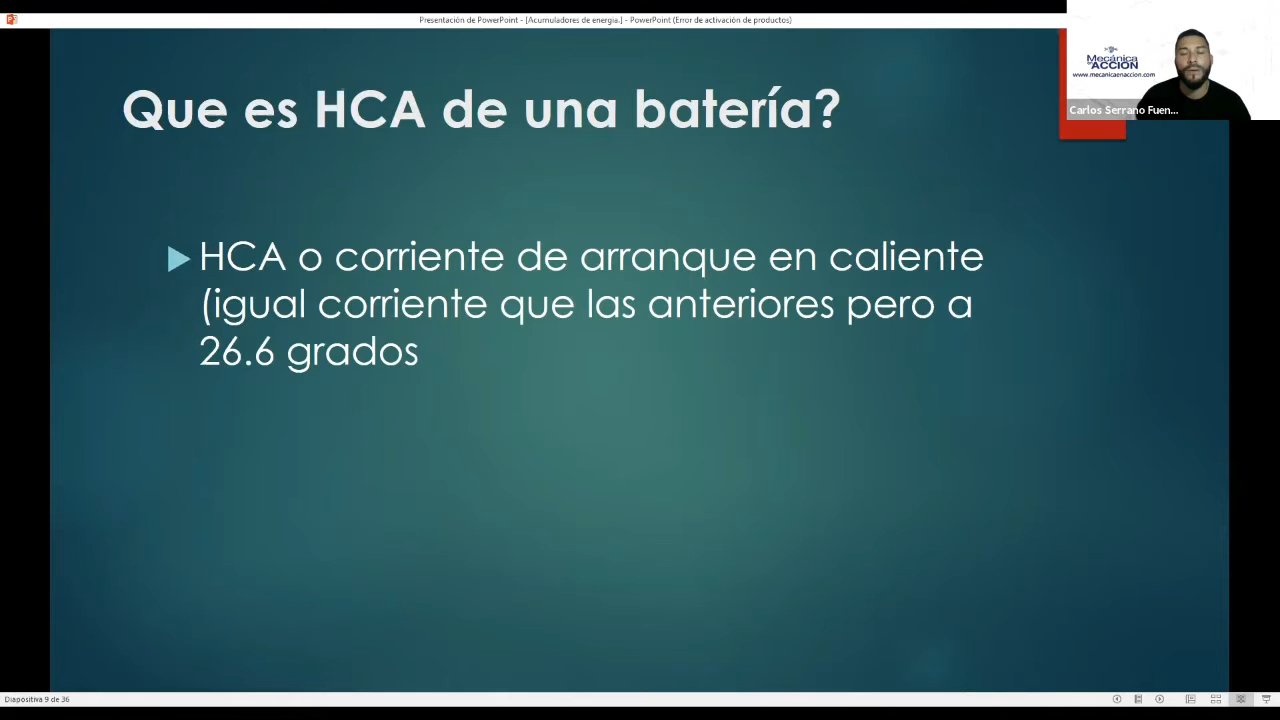 Presentación de PowerPoint - [Acumuladores de energia.] - PowerPoint (Error de activación de productos)
Mecánica
ACCIÓN
www.mecanicaenaccion.com
Carlos Serrano Fuen...
Que es HCA de una batería?
HCA o corriente de arranque en caliente
(igual corriente que las anteriores pero a
26.6 grados
Diapositiva 9 de 36